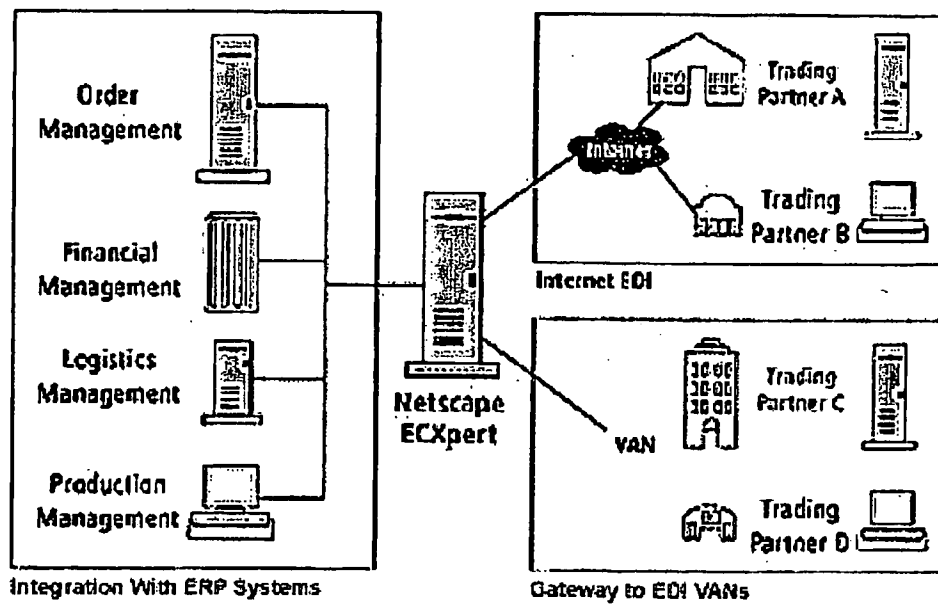 Order
Management
Financial
Management
Logistics
Management
Production
Management
Integration With ERP Systems
Netscape
ECXpert
Internet
Trading
Partner A
Trading
Partner B
Internet EDI
VAN
Trading
Partner C
Trading
Partner D
Gateway to EDI VANs